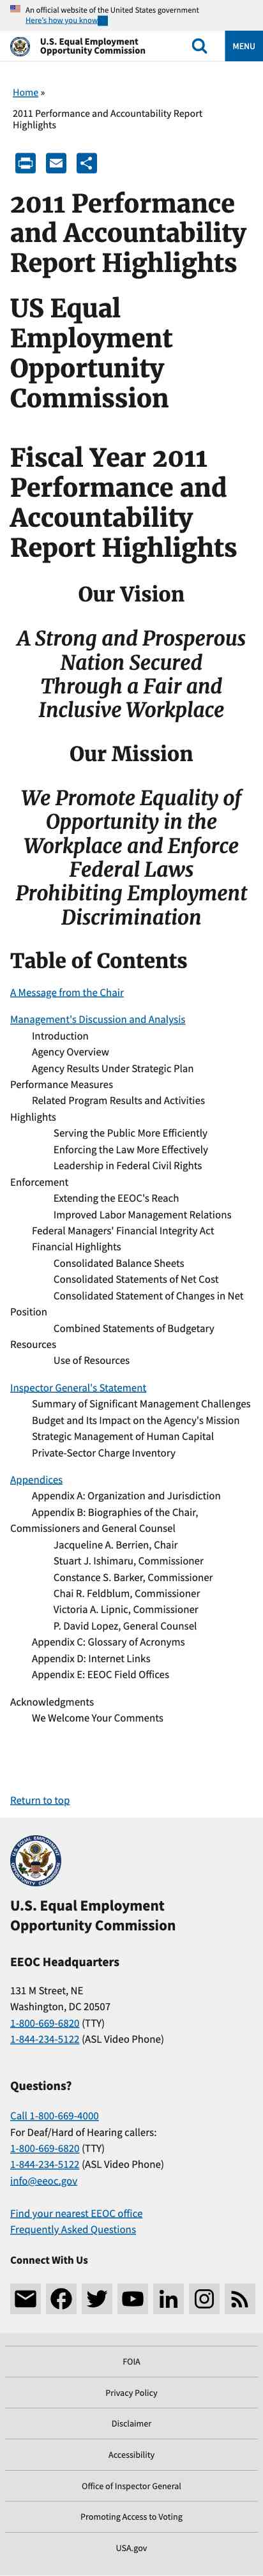 An official website of the United States government
Here's how you know
U.S. Equal Employment
Opportunity Commission
MENU
Home »
2011 Performance and Accountability Report
Highlights
2011 Performance
and Accountability
Report Highlights
US Equal
Employment
Opportunity
Commission
Fiscal Year 2011
Performance and
Accountability
Report Highlights
Our Vision
A Strong and Prosperous
Nation Secured
Through a Fair and
Inclusive Workplace
Our Mission
We Promote Equality of
Opportunity in the
Workplace and Enforce
Federal Laws
Prohibiting Employment
Discrimination
Table of Contents
A Message from the Chair
Management's Discussion and Analysis
Introduction
Agency Overview
Agency Results Under Strategic Plan
Performance Measures
Related Program Results and Activities
Highlights
Serving the Public More Efficiently
Enforcing the Law More Effectively
Leadership in Federal Civil Rights
Enforcement
Extending the EEOC's Reach
Improved Labor Management Relations
Federal Managers' Financial Integrity Act
Financial Highlights
Consolidated Balance Sheets
Consolidated Statements of Net Cost
Consolidated Statement of Changes in Net
Position
Combined Statements of Budgetary
Resources
Use of Resources
Inspector General's Statement
Summary of Significant Management Challenges
Budget and Its Impact on the Agency's Mission
Strategic Management of Human Capital
Private-Sector Charge Inventory
Appendices
Appendix A: Organization and Jurisdiction
Appendix B: Biographies of the Chair,
Commissioners and General Counsel
Jacqueline A. Berrien, Chair
Stuart J. Ishimaru, Commissioner
Constance S. Barker, Commissioner
Chai R. Feldblum, Commissioner
Victoria A. Lipnic, Commissioner
P. David Lopez, General Counsel
Appendix C: Glossary of Acronyms
Appendix D: Internet Links
Appendix E: EEOC Field Offices
Acknowledgments
We Welcome Your Comments
Return to top
U.S. Equal Employment
Opportunity Commission
EEOC Headquarters
131 M Street, NE
Washington, DC 20507
1-800-669-6820 (TTY)
1-844-234-5122 (ASL Video Phone)
Questions?
Call 1-800-669-4000
For Deaf/Hard of Hearing callers:
1-800-669-6820 (TTY)
1-844-234-5122 (ASL Video Phone)
info@eeoc.gov
Find your nearest EEOC office
Frequently Asked Questions
Connect With Us
FOIA
Privacy Policy
Disclaimer
Accessibility
Office of Inspector General
Promoting Access to Voting
USA.gov